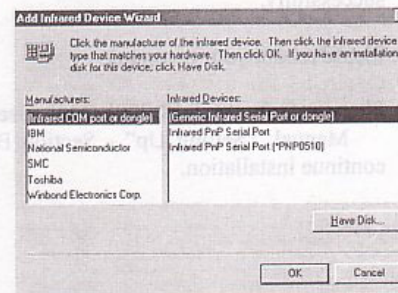 Add Infrared Device Wizard
Click the manufacturer of the infrared device. Then click the infrared device
type that matches your hardware. Then click OK. If you have an installation
disk for this device, click Have Disk.
Manufacturers:
(Infrared COM port or dongle)
IBM
National Semiconductor
SMC
Toshiba
Winbond Electronics Corp.
Infrared Devices:
(Generic Infrared Serial Port or dongle)
Infrared PnP Serial Port
Infrared PnP Serial Port (*PNP0510)
Have Disk...
OK
Cancel
continue installation.